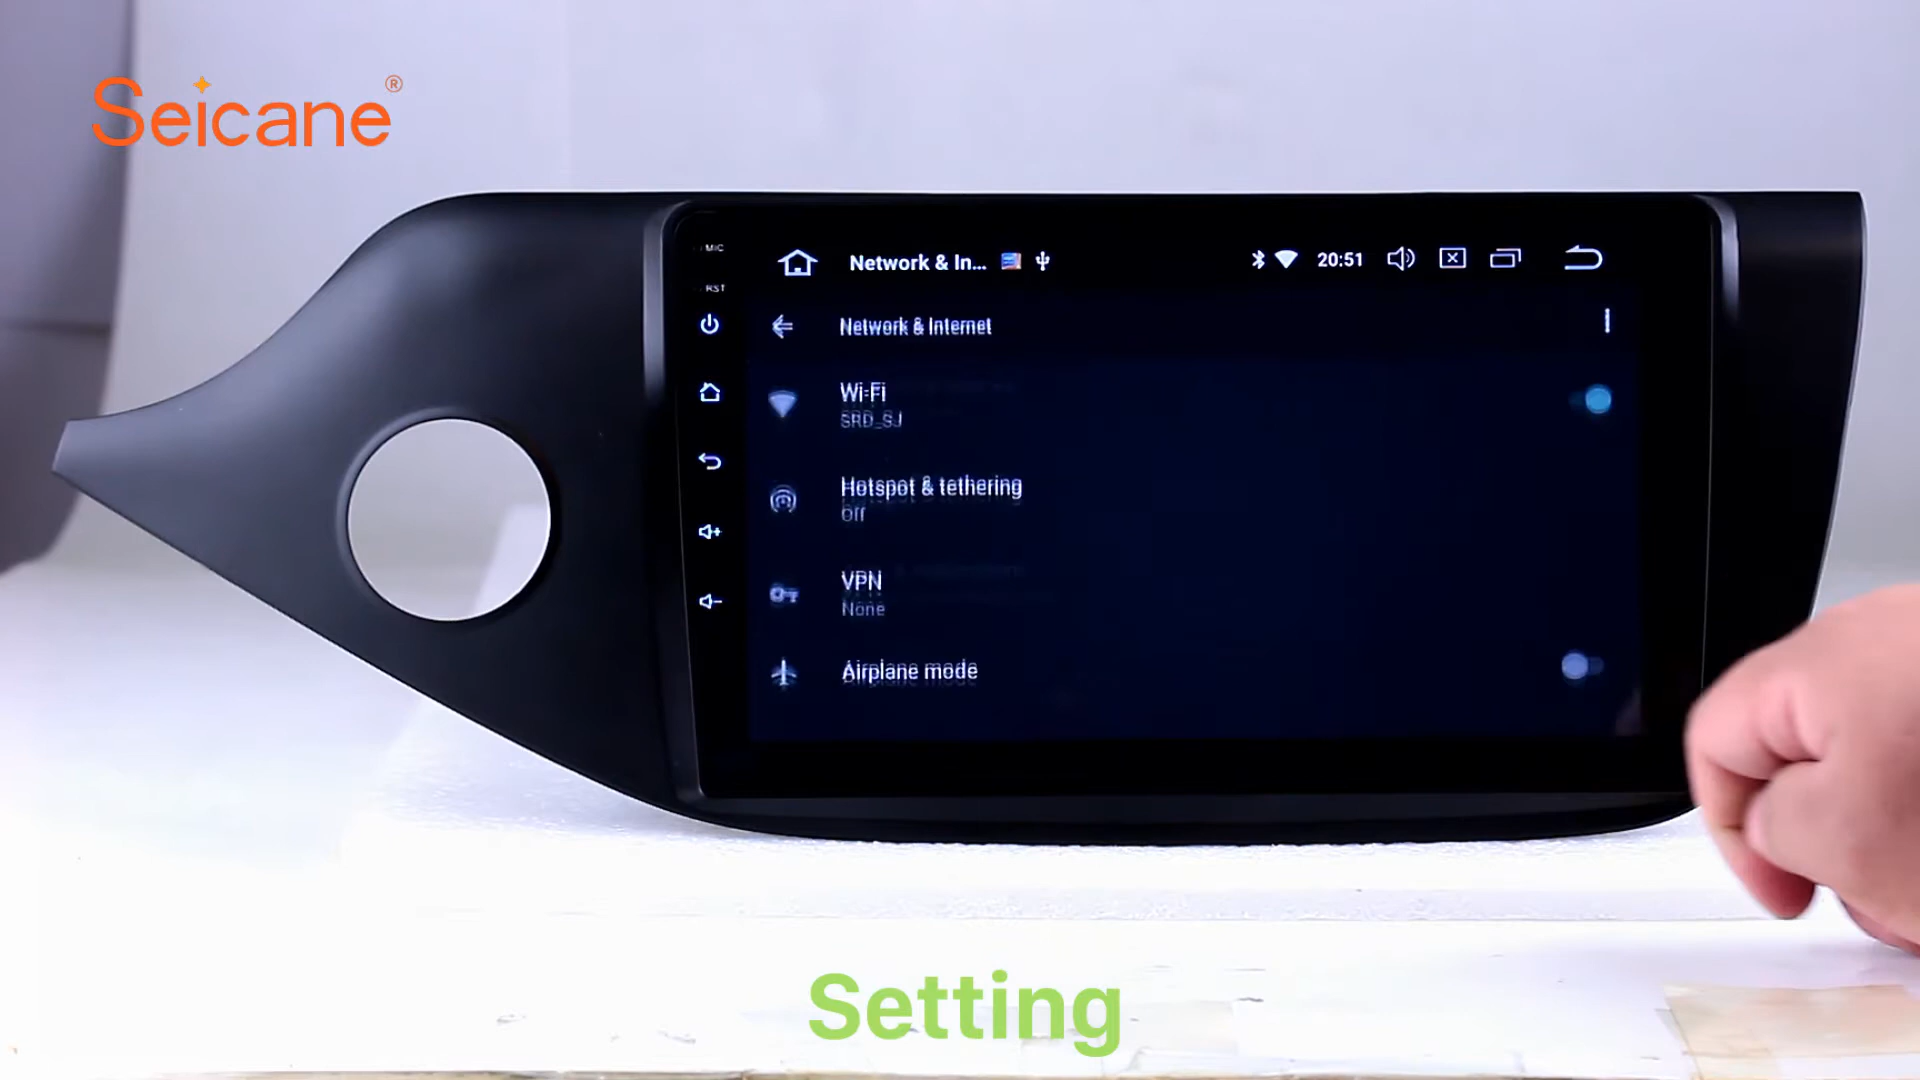 Seicane®
MIC
RST
Network & In...
20:51
Network & Internet
Wi-Fi
SRD_SJ
Hotspot & tethering
Off
VPN
None
Airplane mode
Setting